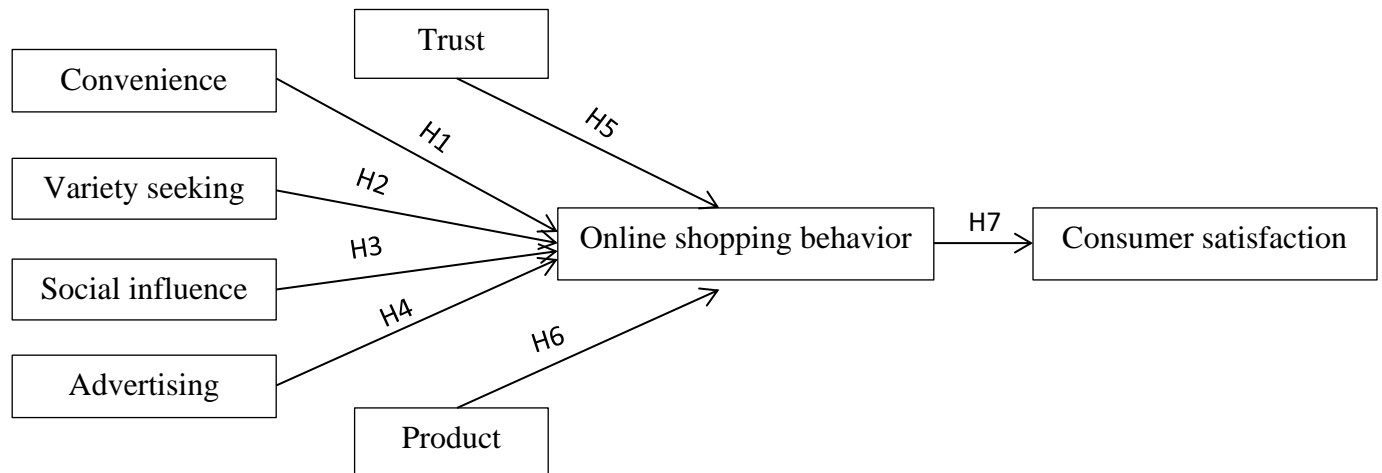 Trust
Convenience
H5
H1
Variety seeking
H2
Online shopping behavior
H7
Consumer satisfaction
H3
Social influence
H4
H6
Advertising
Product